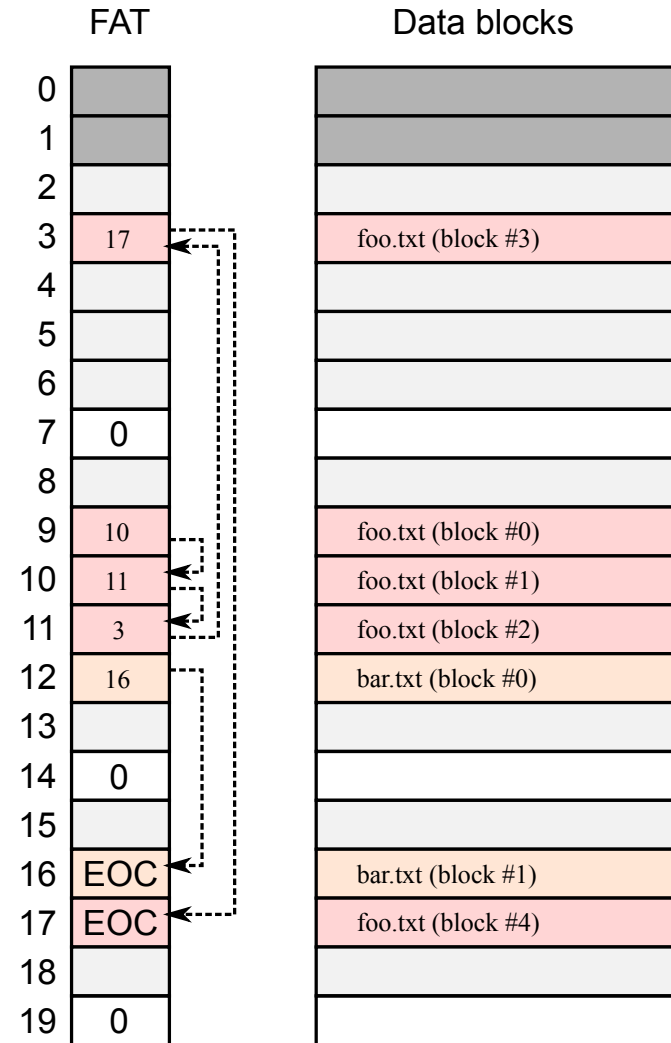 FAT Data blocks
0
1
2
3 17 foo.txt (block #3)
4
5
6
7 0
8
9 10 foo.txt (block #0)
10 11 foo.txt (block #1)
11 3 foo.txt (block #2)
12 16 bar.txt (block #0)
13
14 0
15
16 EOC bar.txt (block #1)
17 EOC foo.txt (block #4)
18
19 0